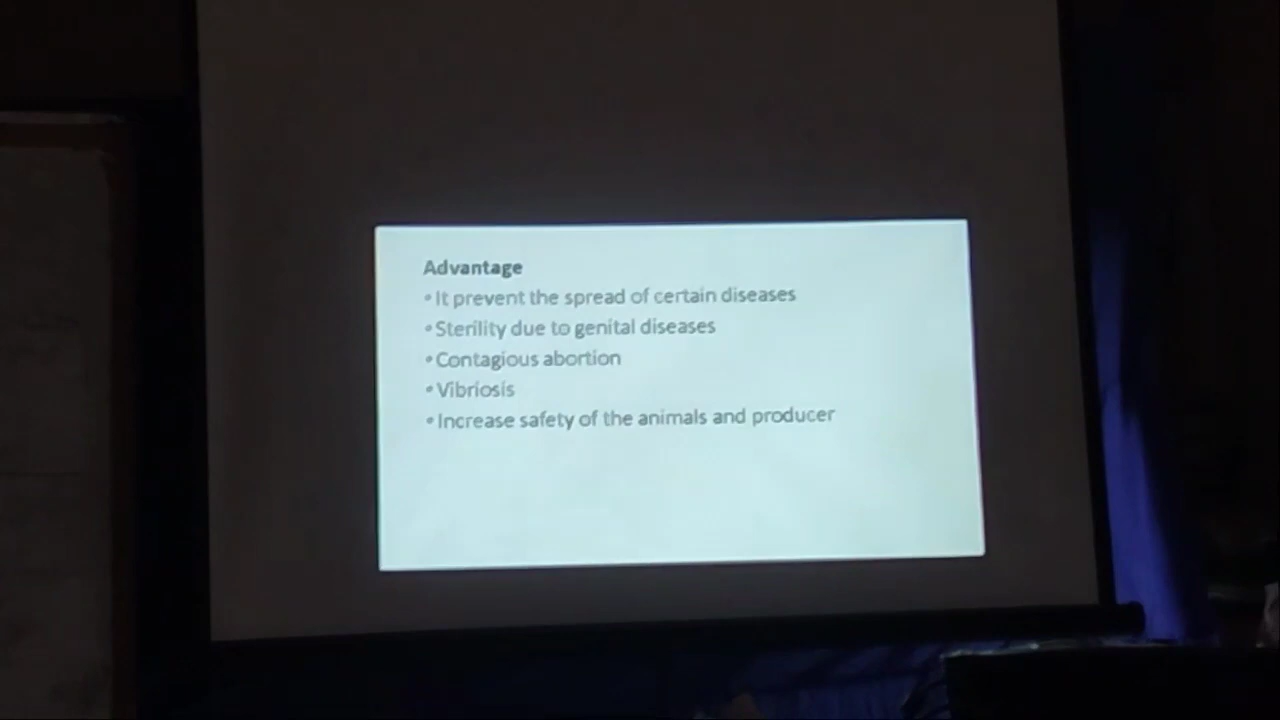 Advantage
•It prevent the spread of certain diseases
•Sterility due to genital diseases
•Contagious abortion
•Vibriosis
•Increase safety of the animals and producer